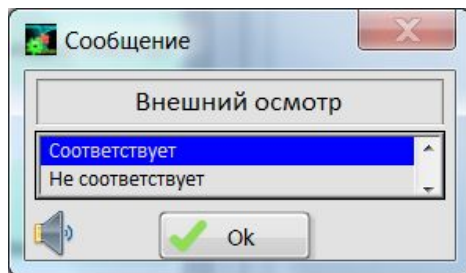 Сообщение
Внешний осмотр
Соответствует
Не соответствует
Ok